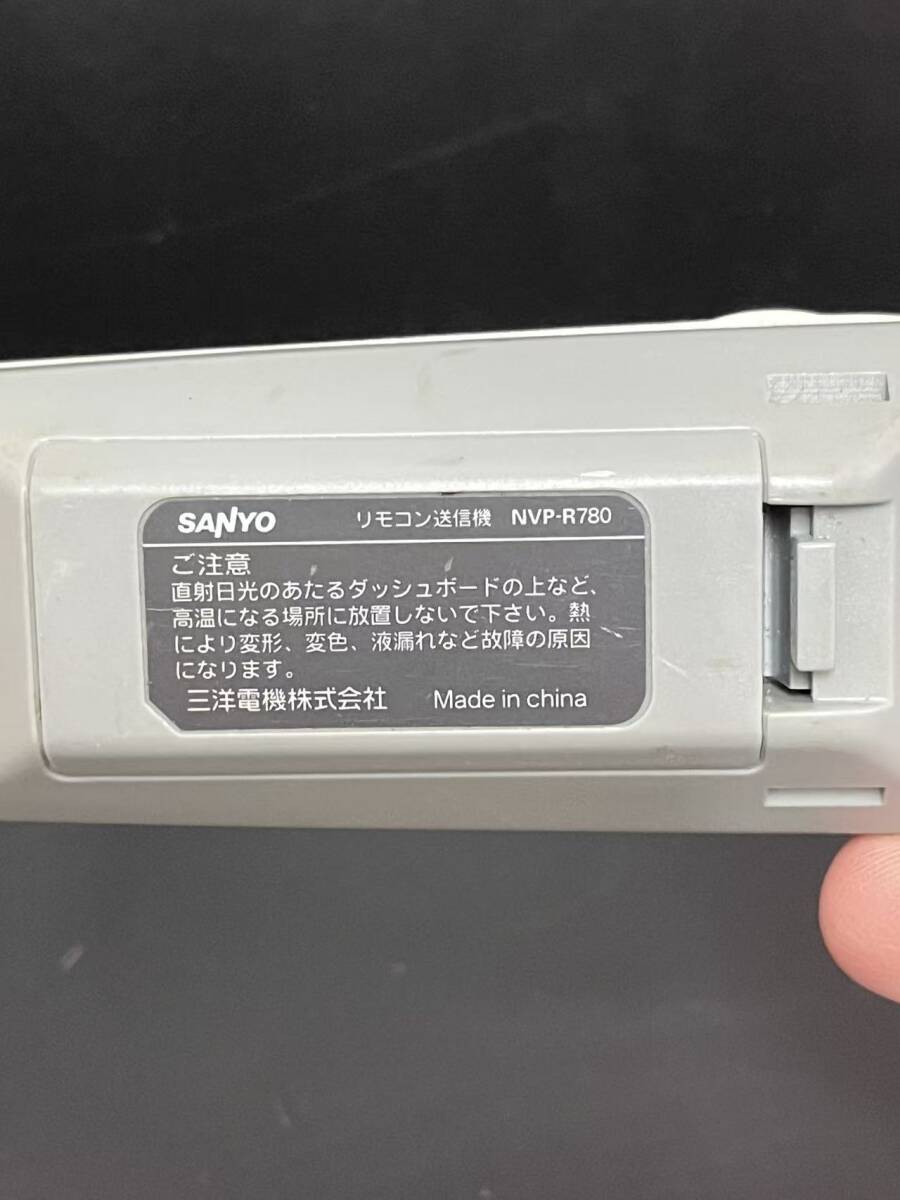 SANYO リモコン送信機 NVP-R780
ご注意
直射日光のあたるダッシュボードの上など、
高温になる場所に放置しないで下さい。熱
により変形、変色、液漏れなど故障の原因
になります。
三洋電機株式会社 Made in china